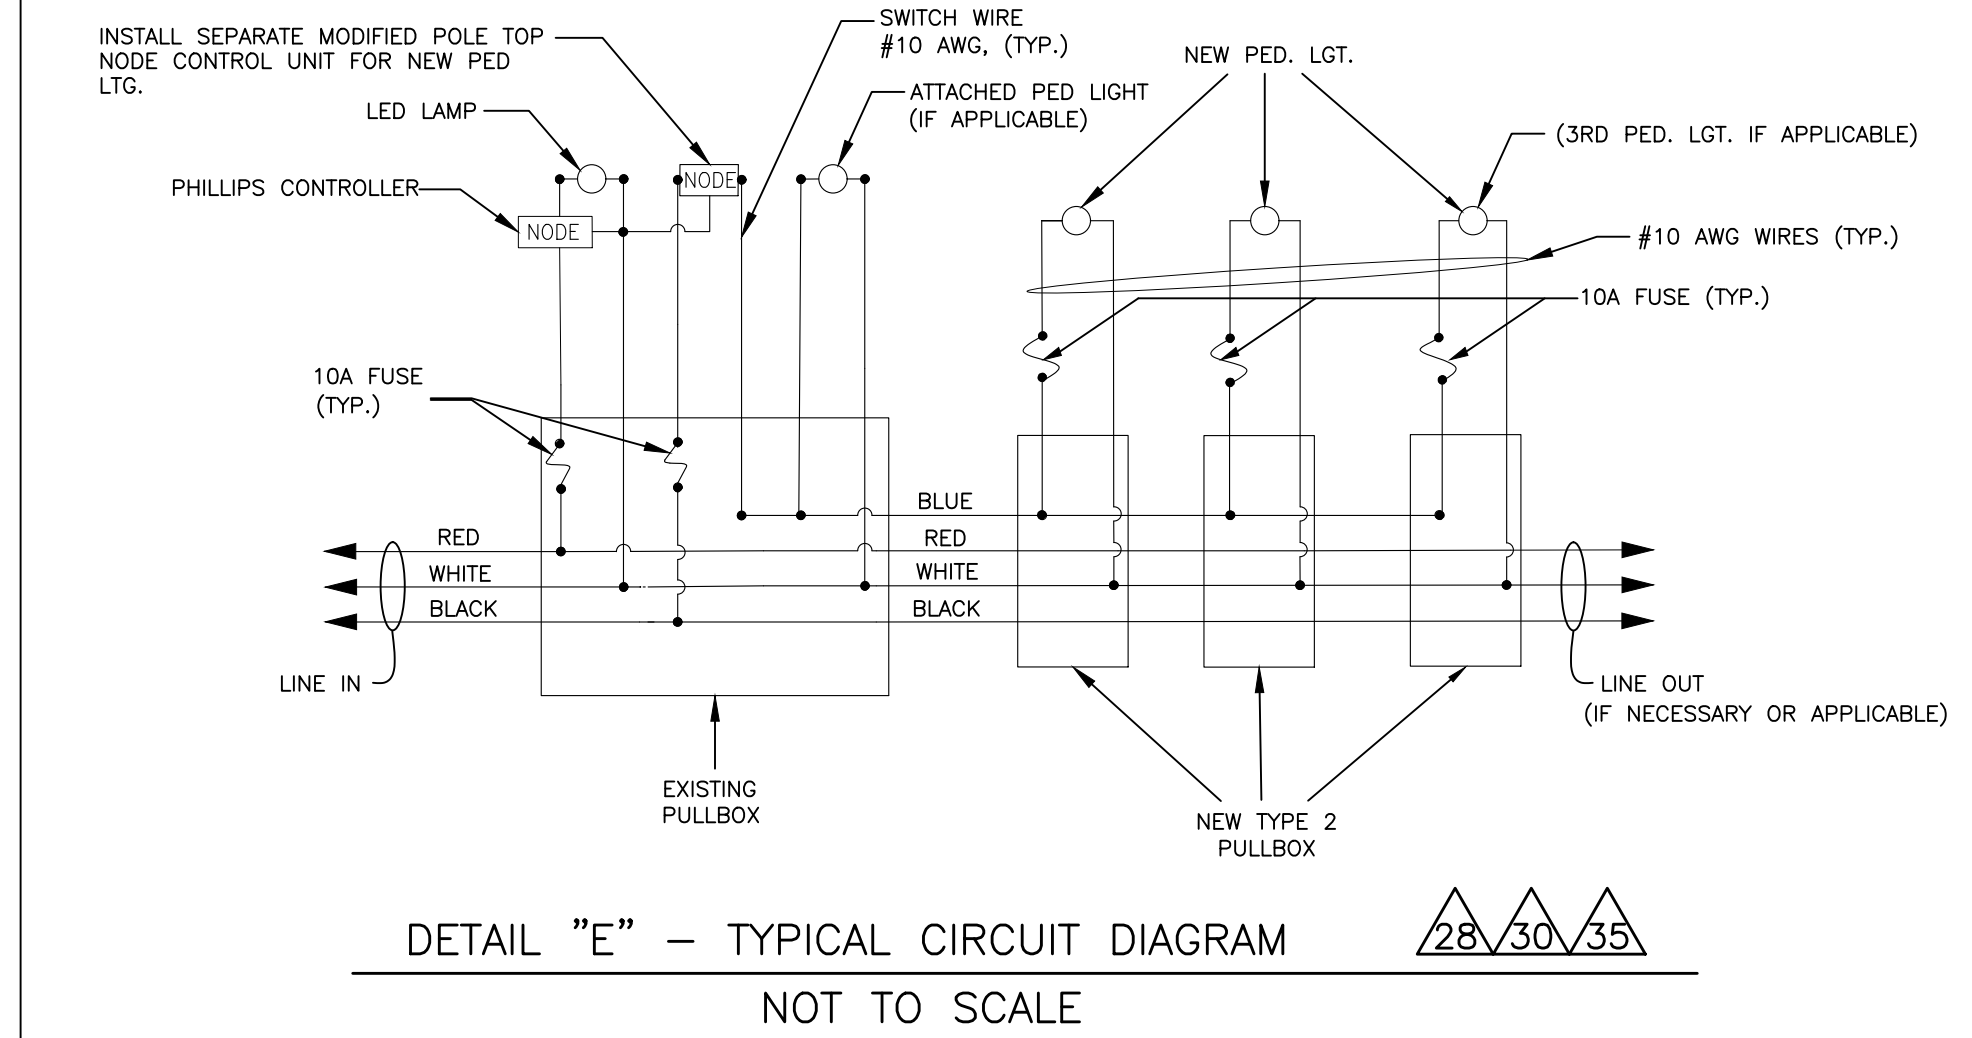 INSTALL SEPARATE MODIFIED POLE TOP
NODE CONTROL UNIT FOR NEW PED
LTG.
SWITCH WIRE
#10 AWG, (TYP.)
NEW PED. LGT.
LED LAMP
ATTACHED PED LIGHT
(IF APPLICABLE)
(3RD PED. LGT. IF APPLICABLE)
PHILLIPS CONTROLLER
NODE
NODE
#10 AWG WIRES (TYP.)
10A FUSE (TYP.)
10A FUSE
(TYP.)
BLUE
RED
RED
WHITE
WHITE
BLACK
BLACK
LINE IN
LINE OUT
(IF NECESSARY OR APPLICABLE)
EXISTING
PULLBOX
NEW TYPE 2
PULLBOX
DETAIL "E" – TYPICAL CIRCUIT DIAGRAM
28 30 35
NOT TO SCALE